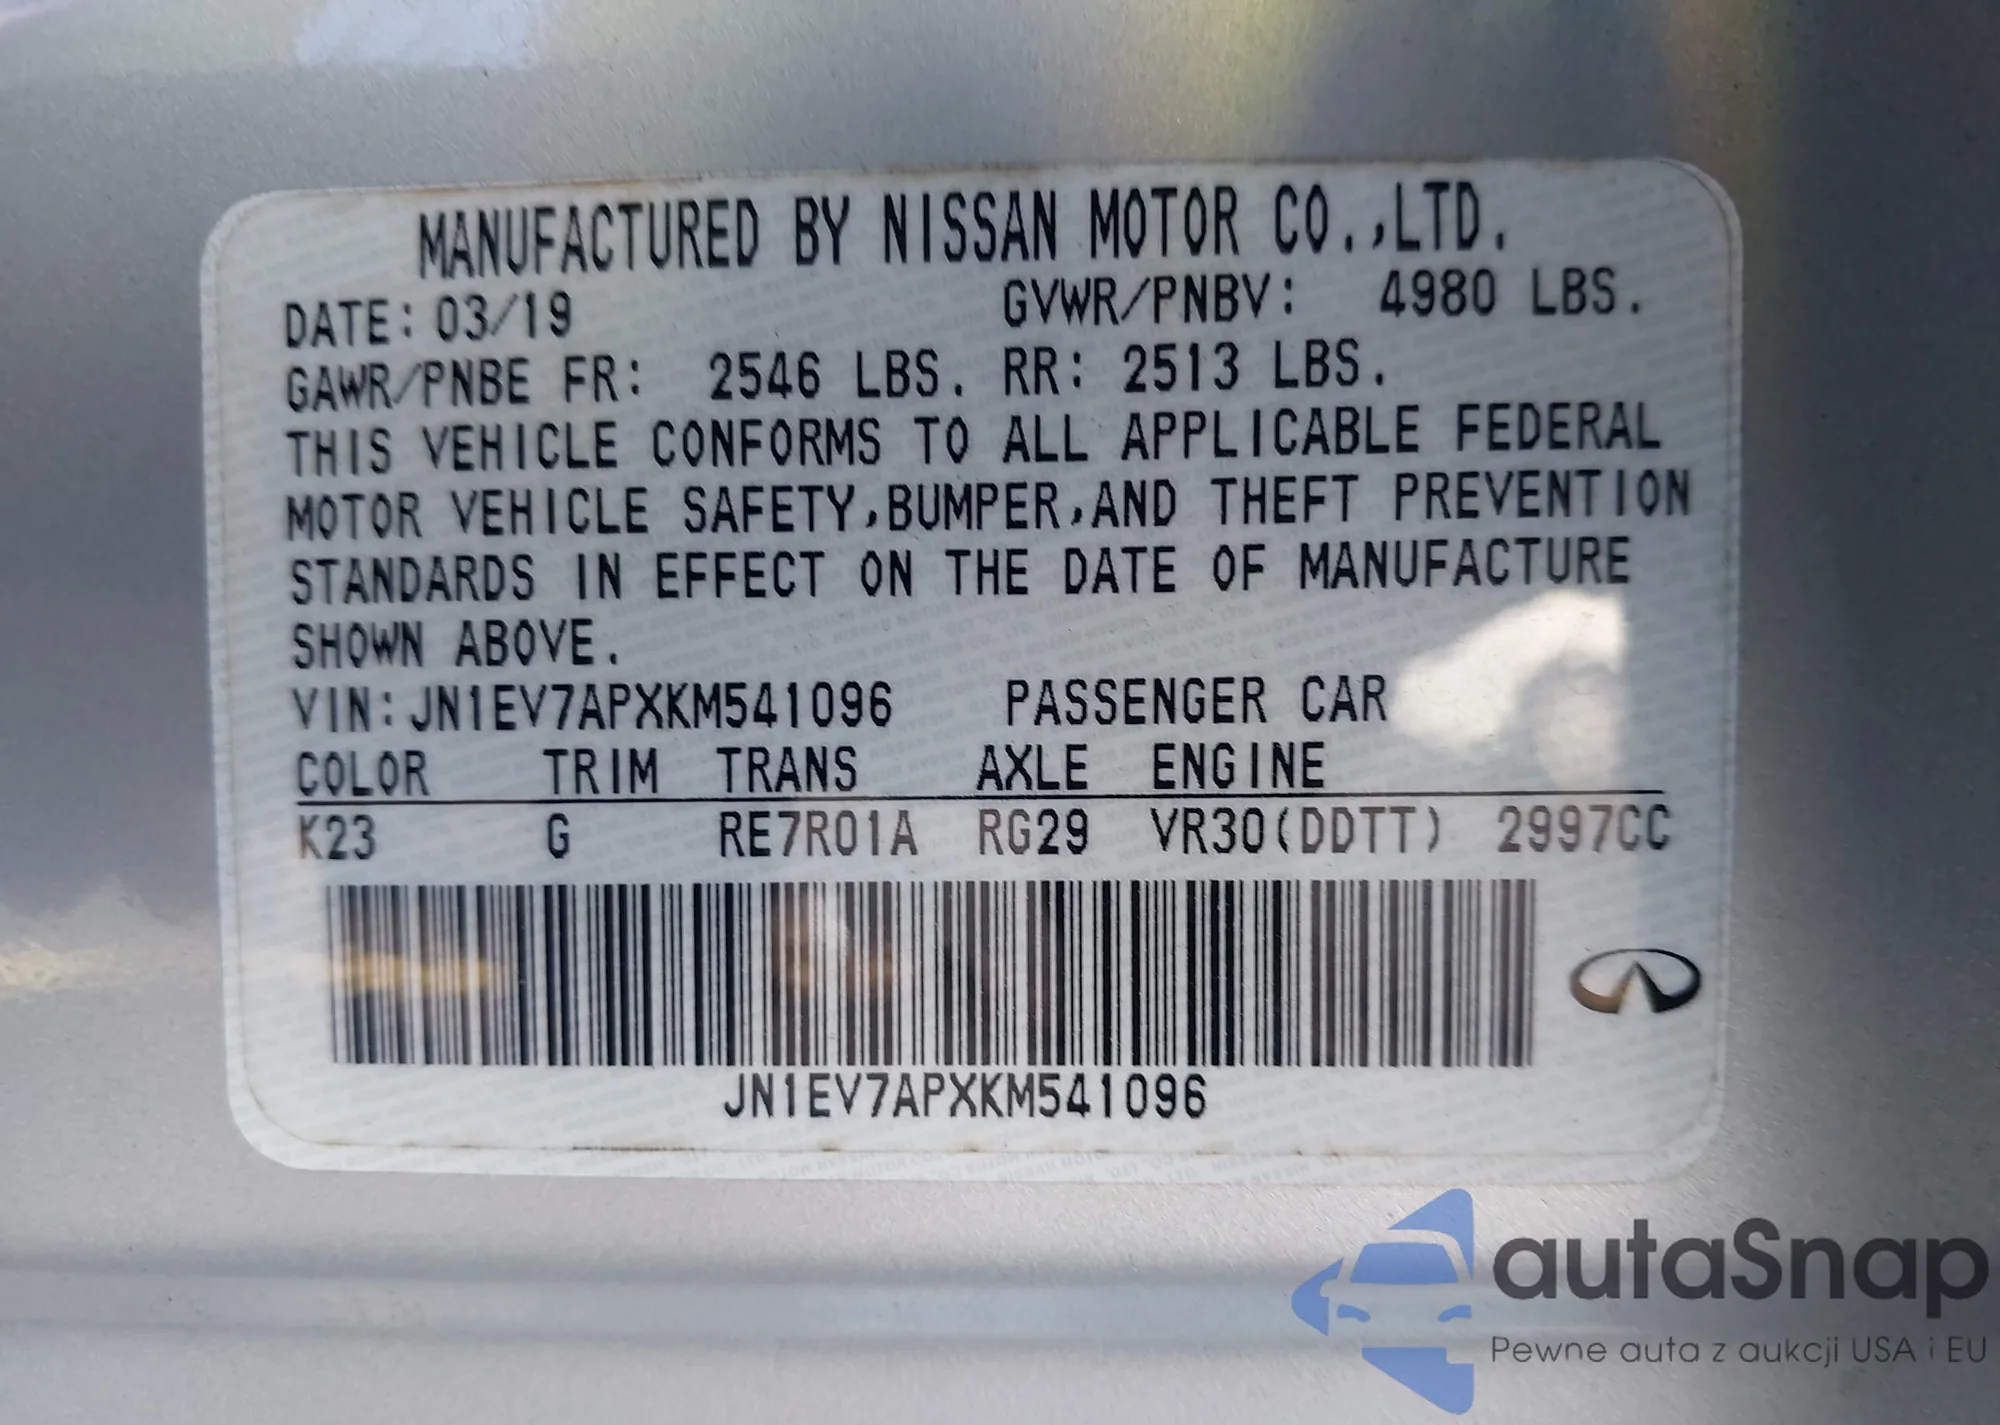 MANUFACTURED BY NISSAN MOTOR CO.,LTD.
DATE: 03/19 GVWR/PNBV: 4980 LBS.
GAWR/PNBE FR: 2546 LBS. RR: 2513 LBS.
THIS VEHICLE CONFORMS TO ALL APPLICABLE FEDERAL
MOTOR VEHICLE SAFETY,BUMPER,AND THEFT PREVENTION
STANDARDS IN EFFECT ON THE DATE OF MANUFACTURE
SHOWN ABOVE.
VIN:JN1EV7APXKM541096 PASSENGER CAR
COLOR TRIM TRANS AXLE ENGINE
K23 G RE7R01A RG29 VR30(DDTT) 2997CC
JN1EV7APXKM541096
autaSnap
Pewne auta z aukcji USA i EU